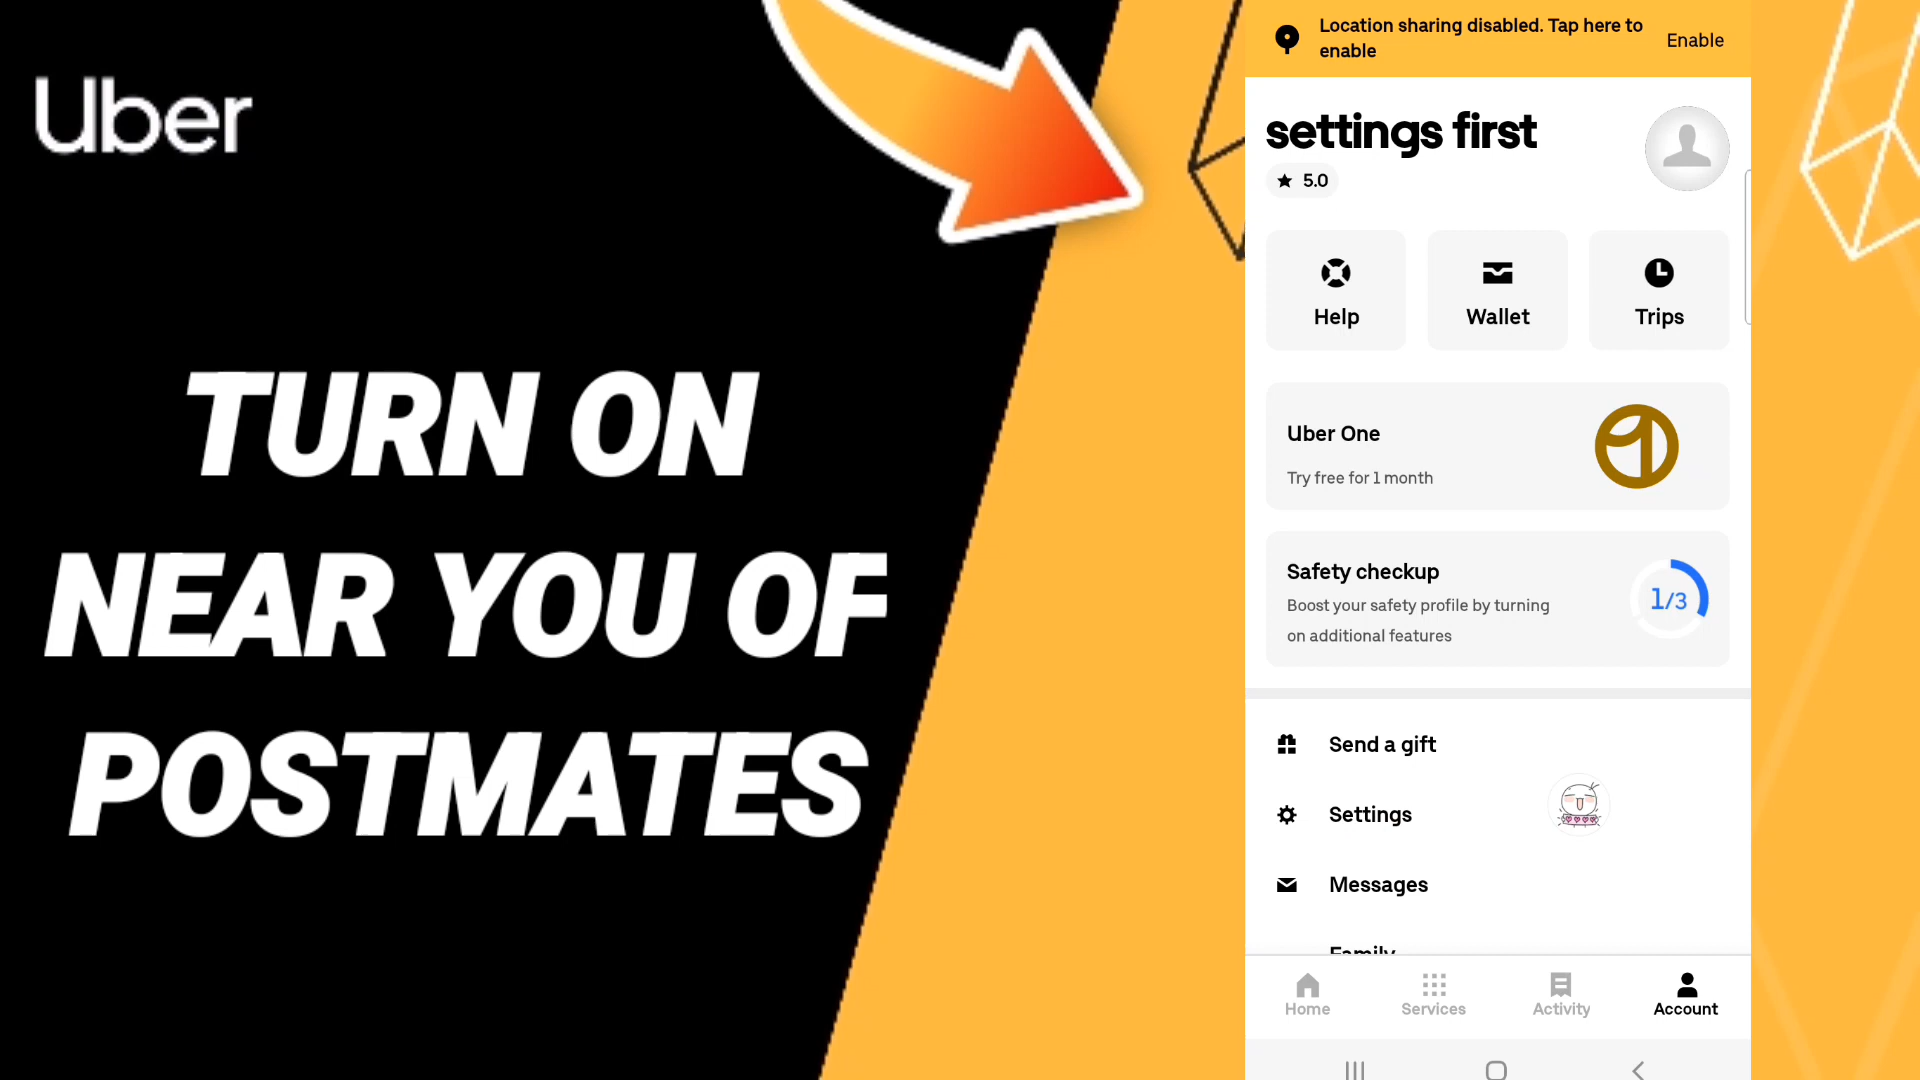 Uber
TURN ON
NEAR YOU OF
POSTMATES
Location sharing disabled. Tap here to
enable
Enable
settings first
5.0
Help
Wallet
Trips
Uber One
Try free for 1 month
Safety checkup
Boost your safety profile by turning
on additional features
1/3
Send a gift
Settings
Messages
Family
Home
Services
Activity
Account